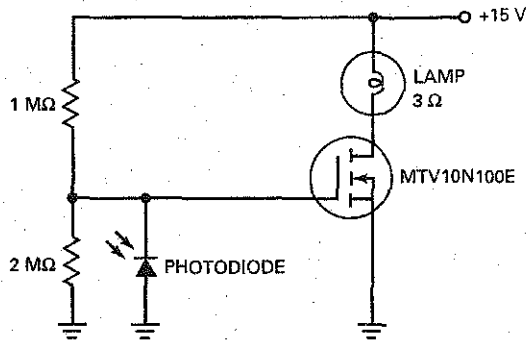 +15 V
LAMP
3 Ω
1 MΩ
MTV10N100E
2 MΩ
PHOTODIODE